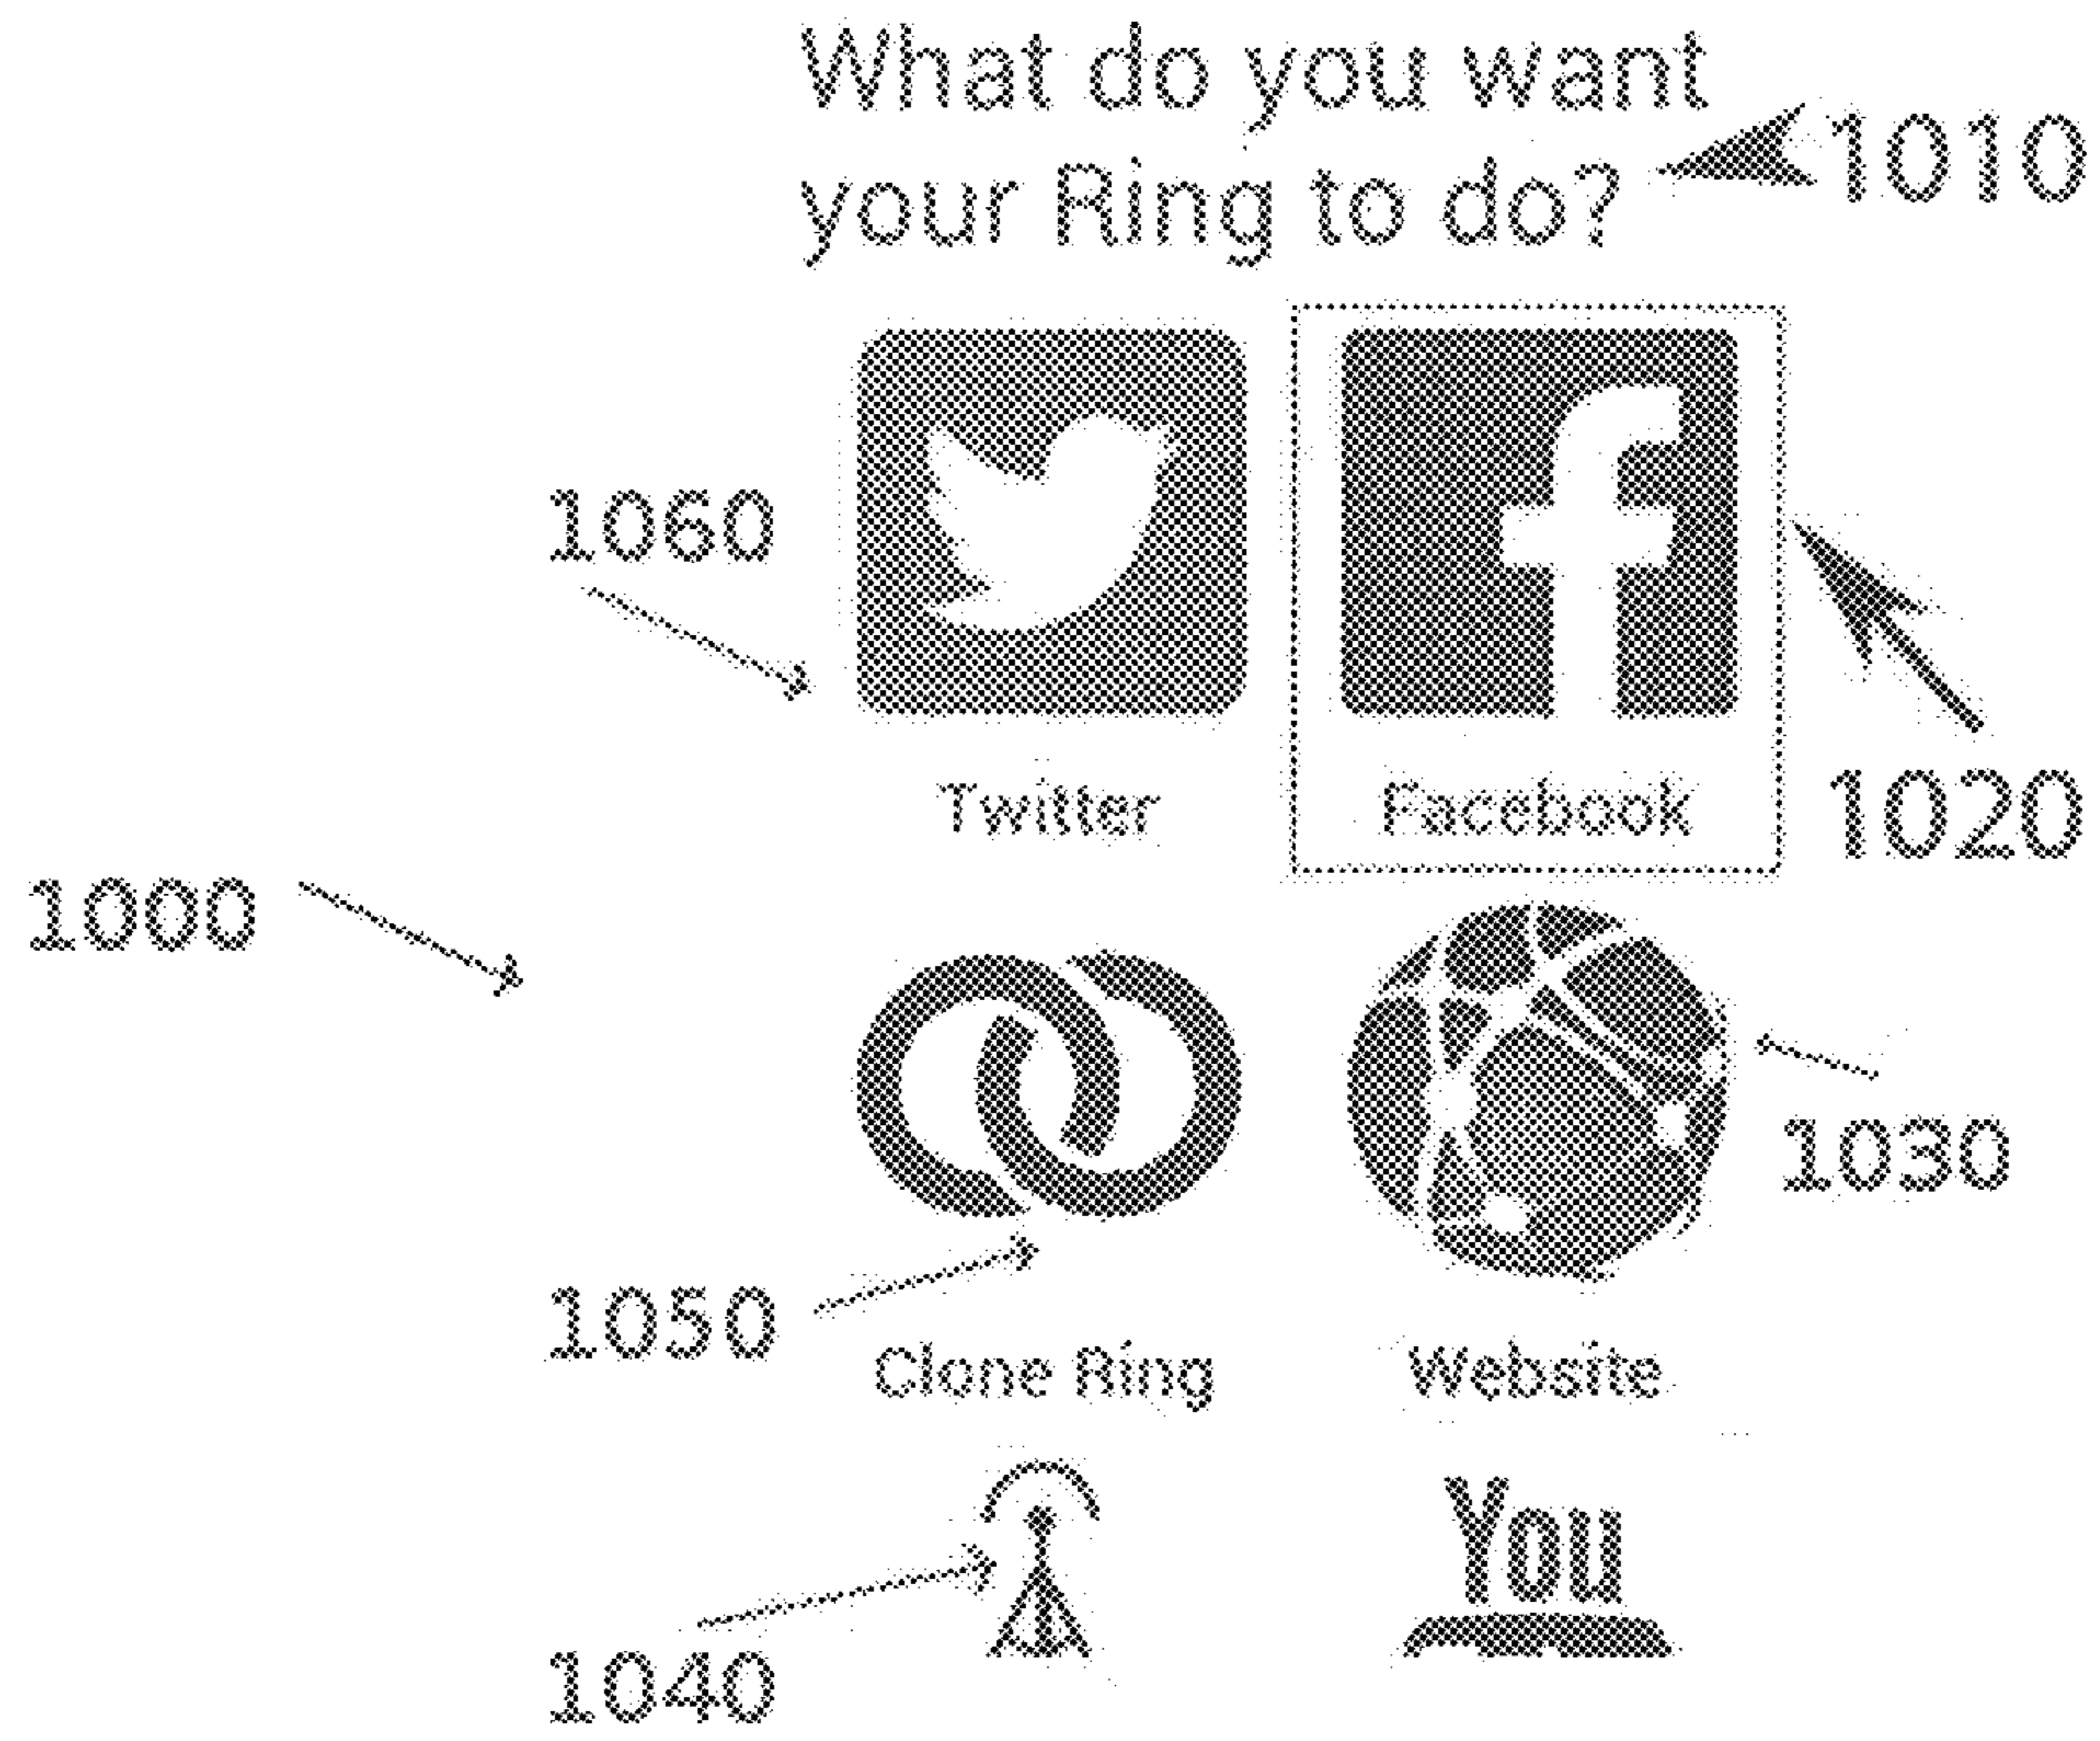 What do you want
your Ring to do?
1010
1060
Twitter
Facebook
1020
1000
1030
1050
Clone Ring
Website
You
1040